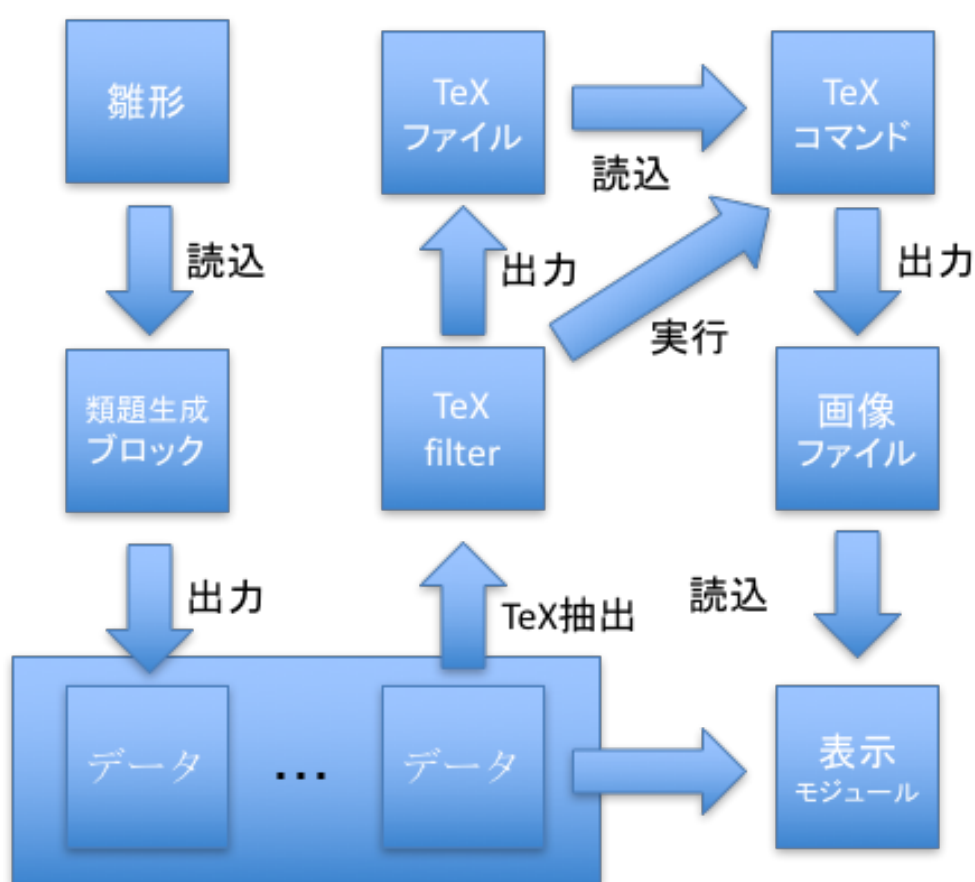 雛形
TeX
ファイル
TeX
コマンド
読込
読込
出力
出力
実行
類題生成
ブロック
TeX
filter
画像
ファイル
出力
TeX抽出
読込
データ
…
データ
表示
モジュール